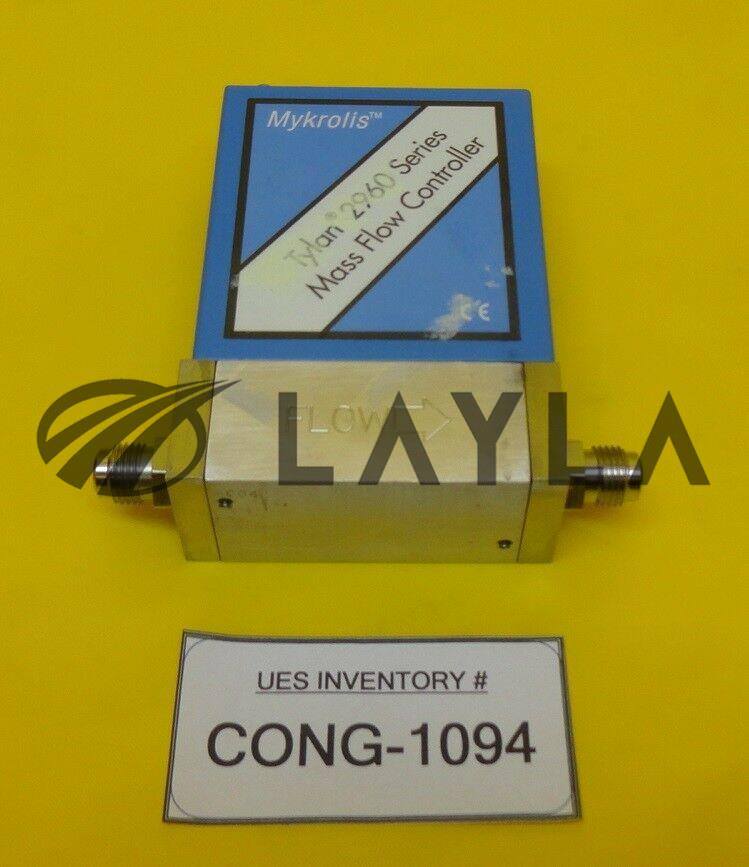 Mykrolis™
Tylan® 2960 Series
Mass Flow Controller
CE
FLOW
LAYLA
UES INVENTORY #
CONG-1094